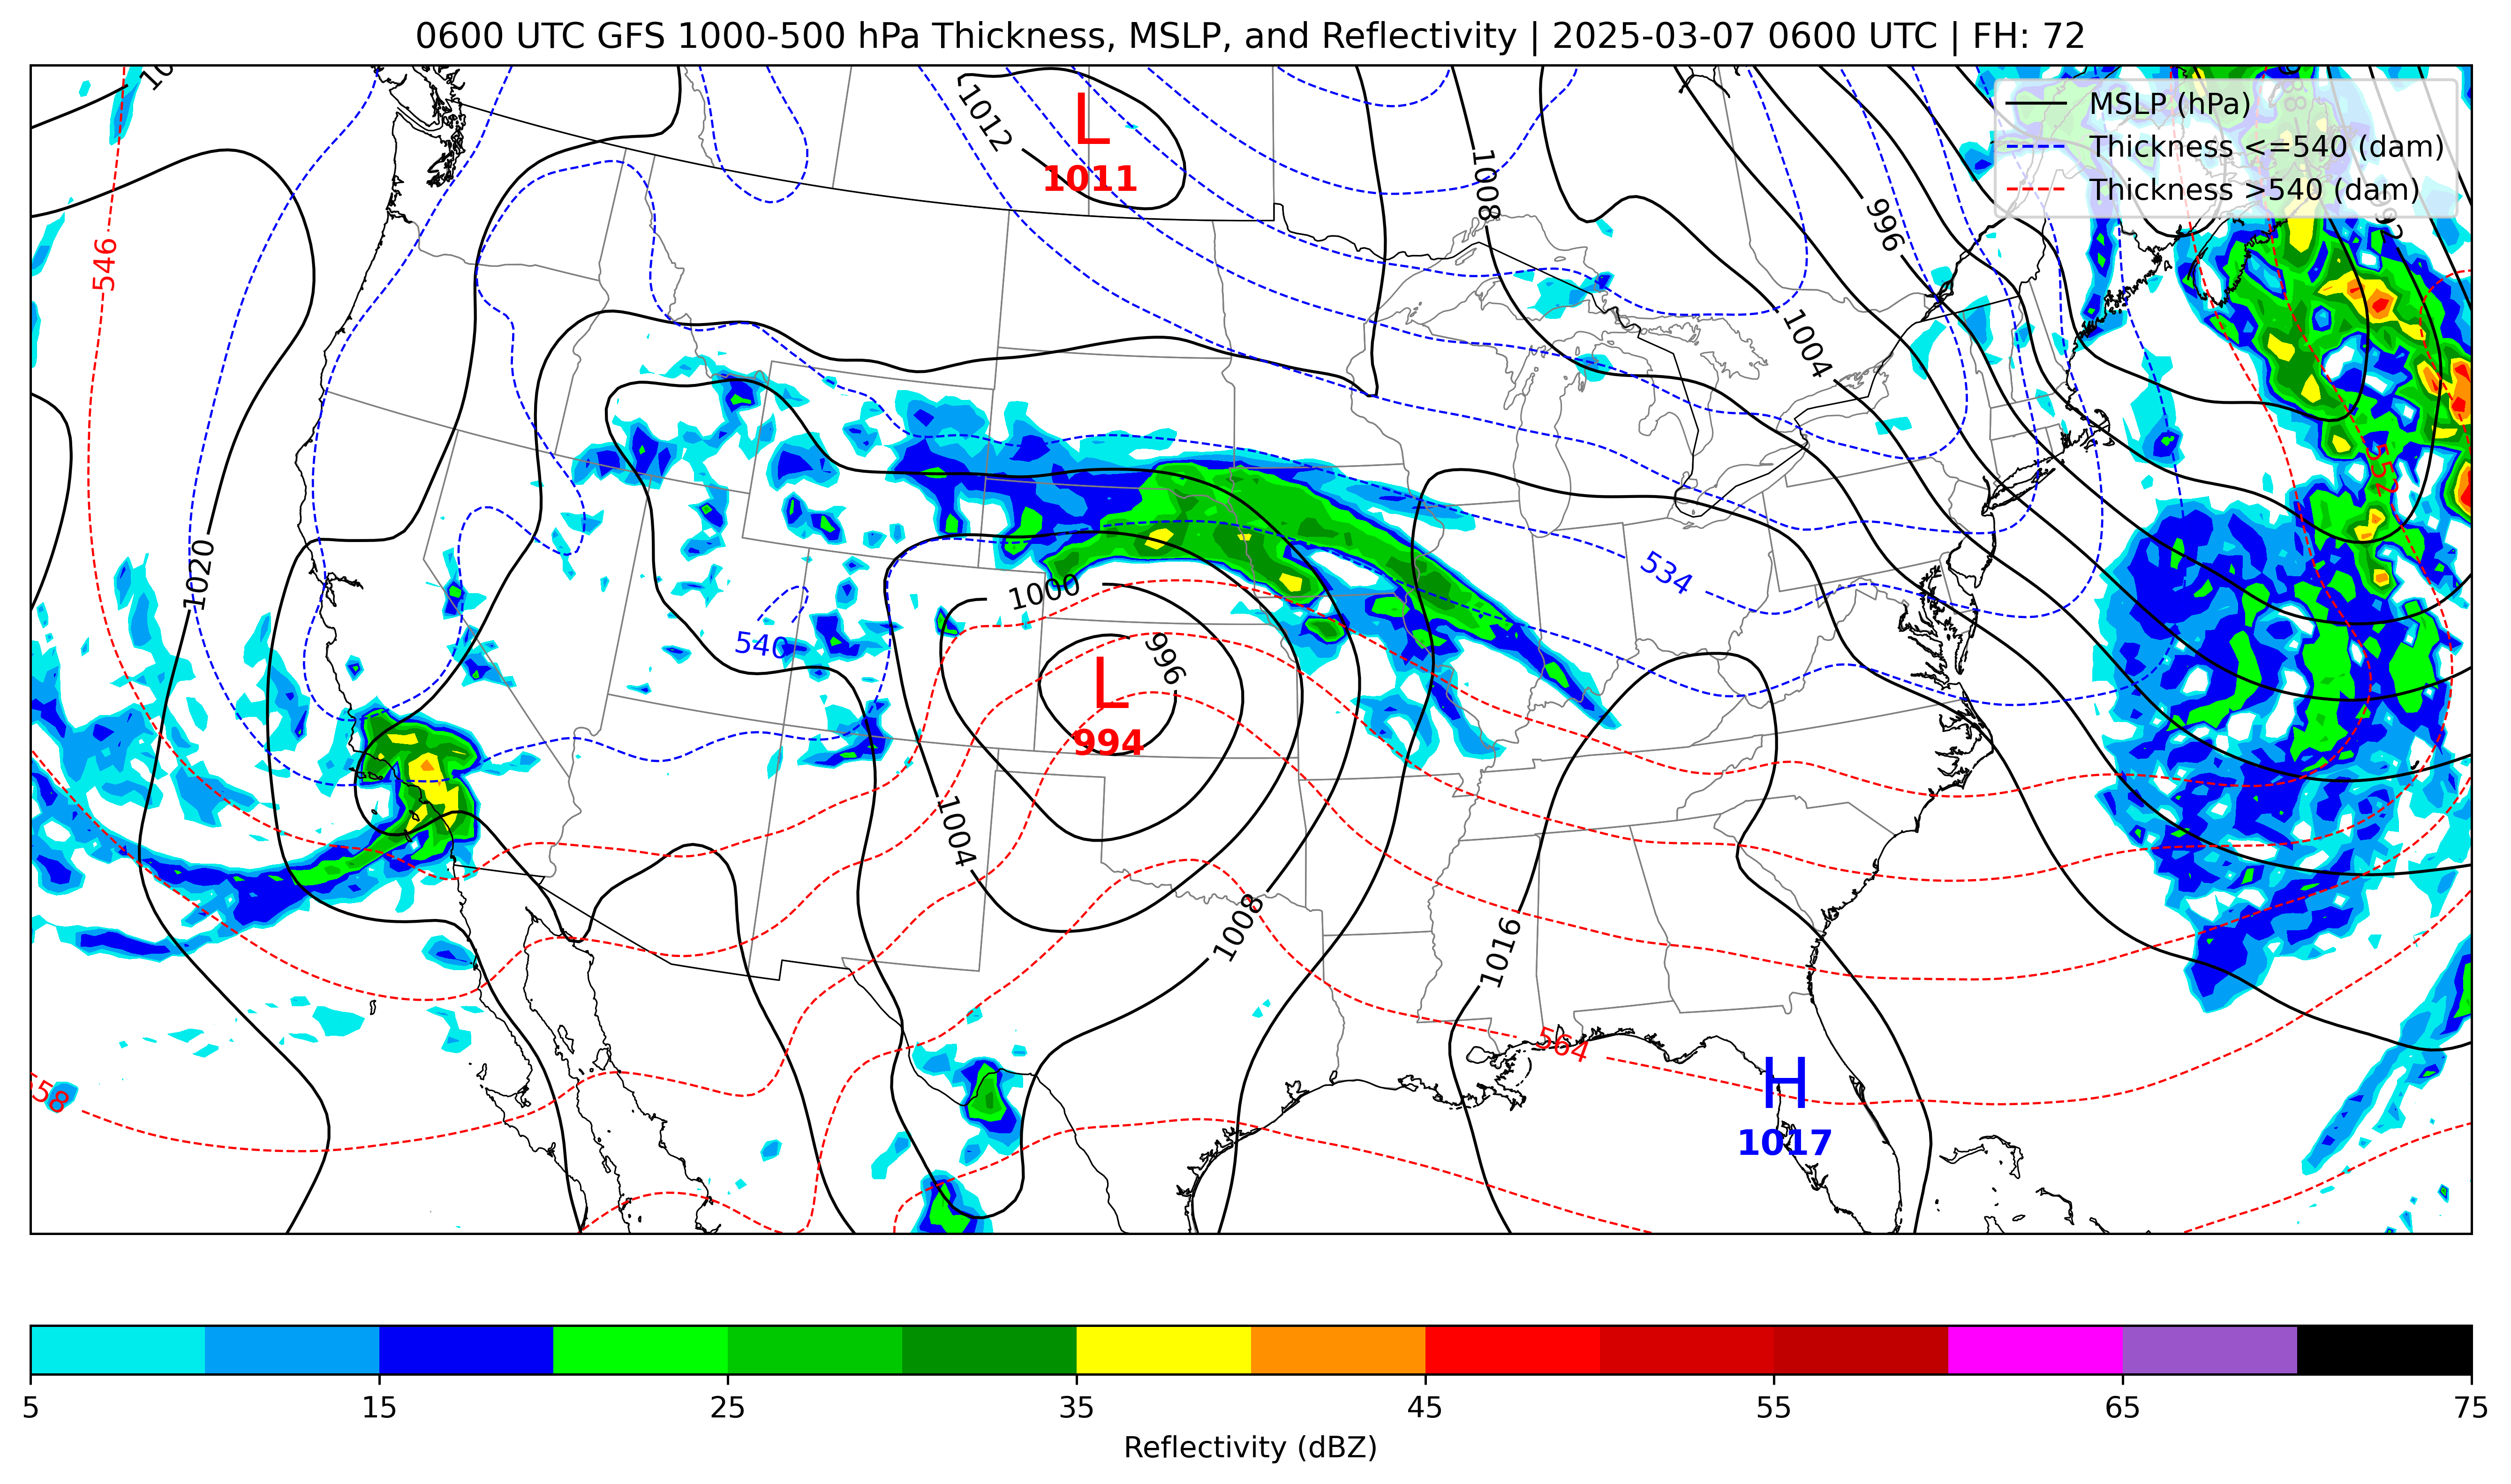 0600 UTC GFS 1000-500 hPa Thickness, MSLP, and Reflectivity | 2025-03-07 0600 UTC | FH: 72
MSLP (hPa)
Thickness <=540 (dam)
Thickness >540 (dam)
1012
L
1011
1008
996
546
1004
1020
534
1000
540
996
L
994
1004
1008
1016
564
H
1017
558
5 15 25 35 45 55 65 75
Reflectivity (dBZ)